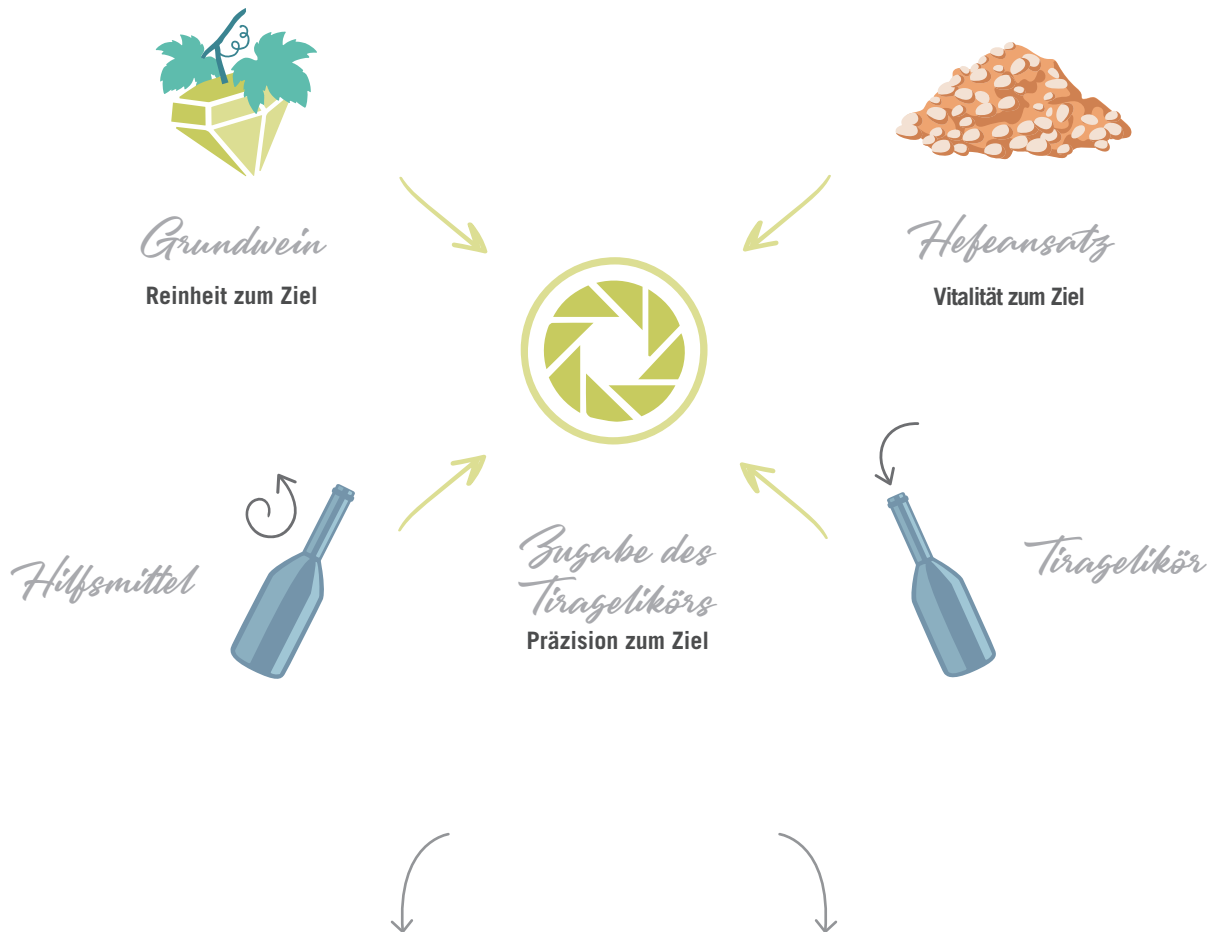 Grundwein
Reinheit zum Ziel
Hefeansatz
Vitalität zum Ziel
Hilfsmittel
Zugabe des
Tiragelikörs
Präzision zum Ziel
Tiragelikör